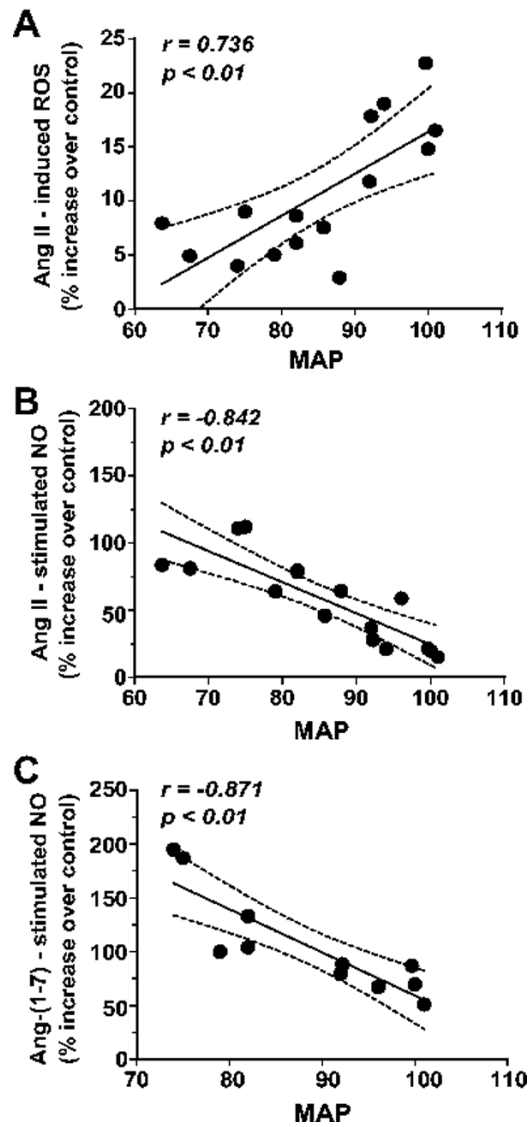 A
r = 0.736
p < 0.01
Ang II - induced ROS
(% increase over control)
25
20
15
10
5
0
60 70 80 90 100 110
MAP
B
r = -0.842
p < 0.01
Ang II - stimulated NO
(% increase over control)
200
150
100
50
0
60 70 80 90 100 110
MAP
C
r = -0.871
p < 0.01
Ang-(1-7) - stimulated NO
(% increase over control)
250
200
150
100
50
0
70 80 90 100 110
MAP